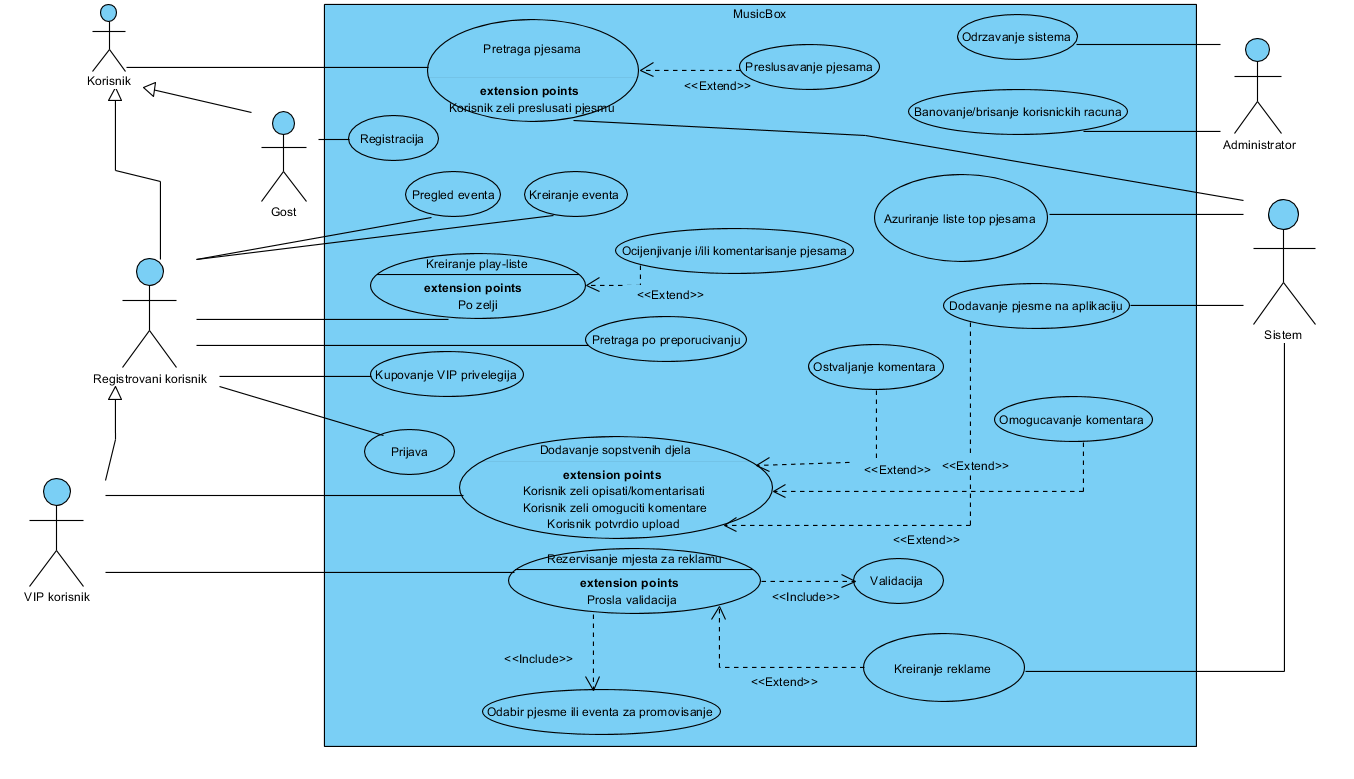 MusicBox
Korisnik
Pretraga pjesama
extension points
Korisnik zeli preslusati pjesmu
<<Extend>>
Preslusavanje pjesama
Odrzavanje sistema
Banovanje/brisanje korisnickih racuna
Administrator
Registracija
Gost
Pregled eventa
Kreiranje eventa
Azuriranje liste top pjesama
Ocijenjivanje i/ili komentarisanje pjesama
Kreiranje play-liste
extension points
Po zelji
<<Extend>>
Dodavanje pjesme na aplikaciju
Sistem
Pretraga po preporucivanju
Registrovani korisnik
Kupovanje VIP privelegija
Ostvaljanje komentara
Omogucavanje komentara
Prijava
Dodavanje sopstvenih djela
extension points
Korisnik zeli opisati/komentarisati
Korisnik zeli omoguciti komentare
Korisnik potvrdio upload
<<Extend>>
<<Extend>>
<<Extend>>
VIP korisnik
Rezervisanje mjesta za reklamu
extension points
Prosla validacija
<<Include>>
Validacija
<<Include>>
<<Extend>>
Kreiranje reklame
Odabir pjesme ili eventa za promovisanje